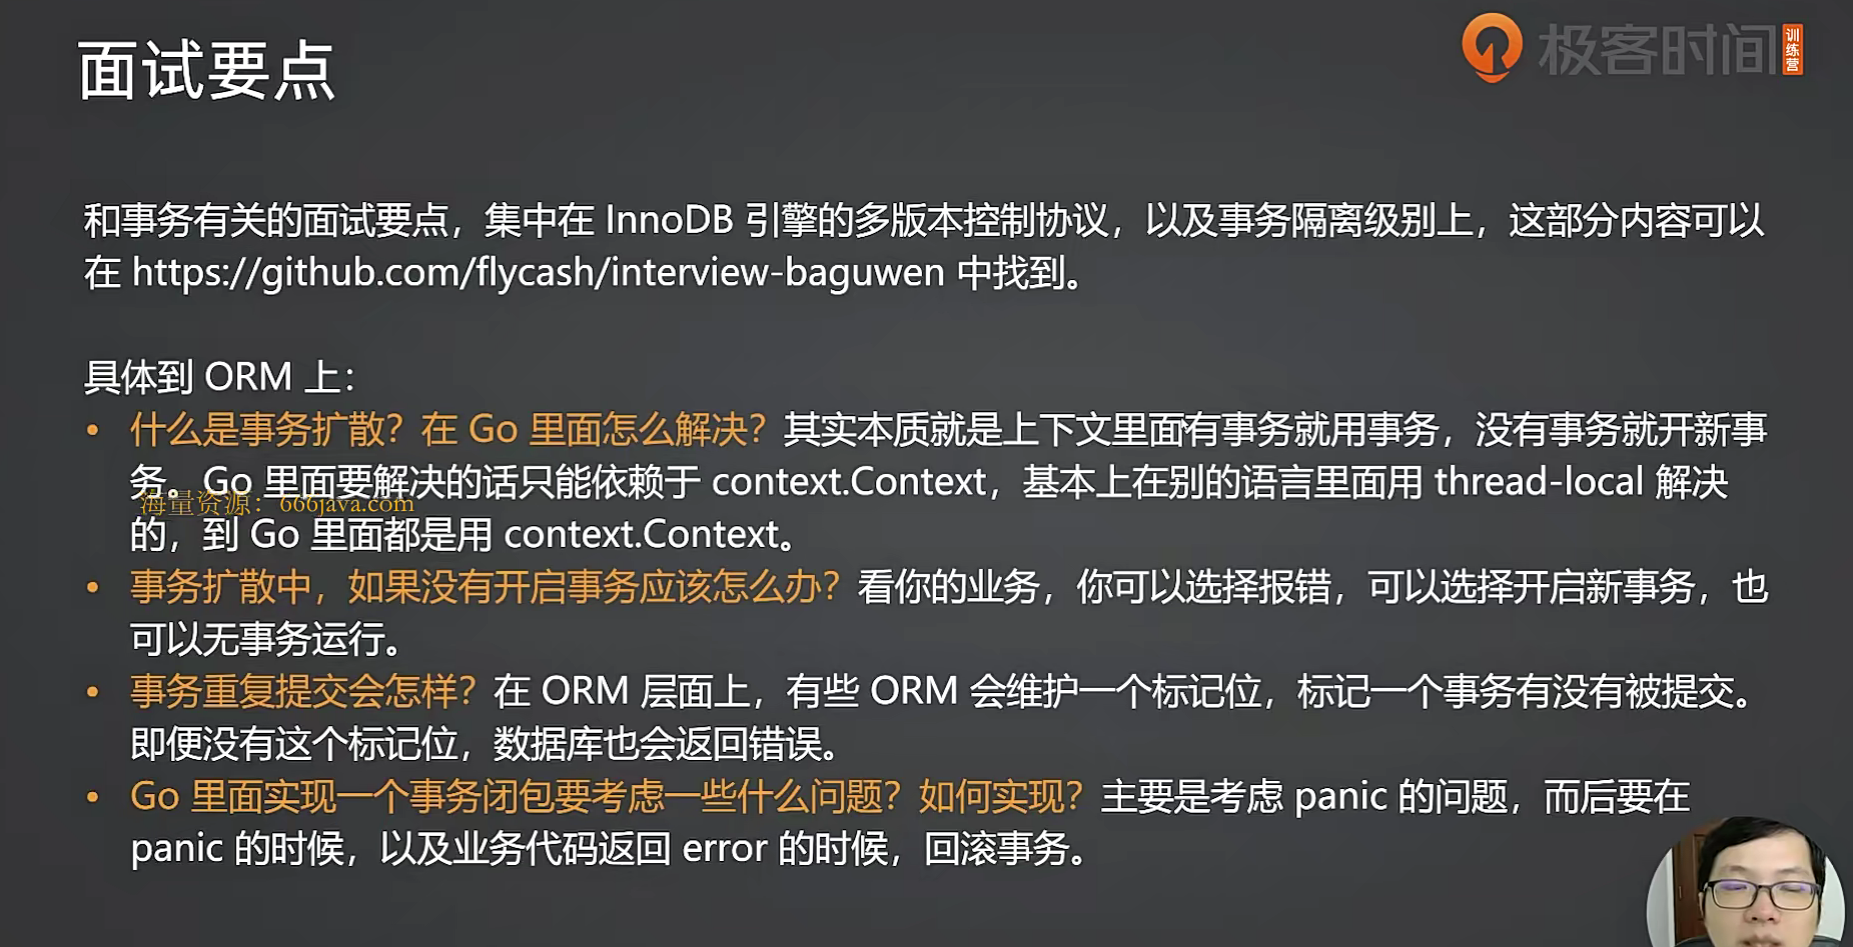 面试要点
极客时间
训练营
和事务有关的面试要点，集中在 InnoDB 引擎的多版本控制协议，以及事务隔离级别上，这部分内容可以
在 https://github.com/flycash/interview-baguwen 中找到。
具体到 ORM 上：
• 什么是事务扩散？在 Go 里面怎么解决？其实本质就是上下文里面有事务就用事务，没有事务就开新事
务。Go 里面要解决的话只能依赖于 context.Context，基本上在别的语言里面用 thread-local 解决
海量资源：666java.com
的，到 Go 里面都是用 context.Context。
• 事务扩散中，如果没有开启事务应该怎么办？看你的业务，你可以选择报错，可以选择开启新事务，也
可以无事务运行。
• 事务重复提交会怎样？在 ORM 层面上，有些 ORM 会维护一个标记位，标记一个事务有没有被提交。
即便没有这个标记位，数据库也会返回错误。
• Go 里面实现一个事务闭包要考虑一些什么问题？如何实现？主要是考虑 panic 的问题，而后要在
panic 的时候，以及业务代码返回 error 的时候，回滚事务。